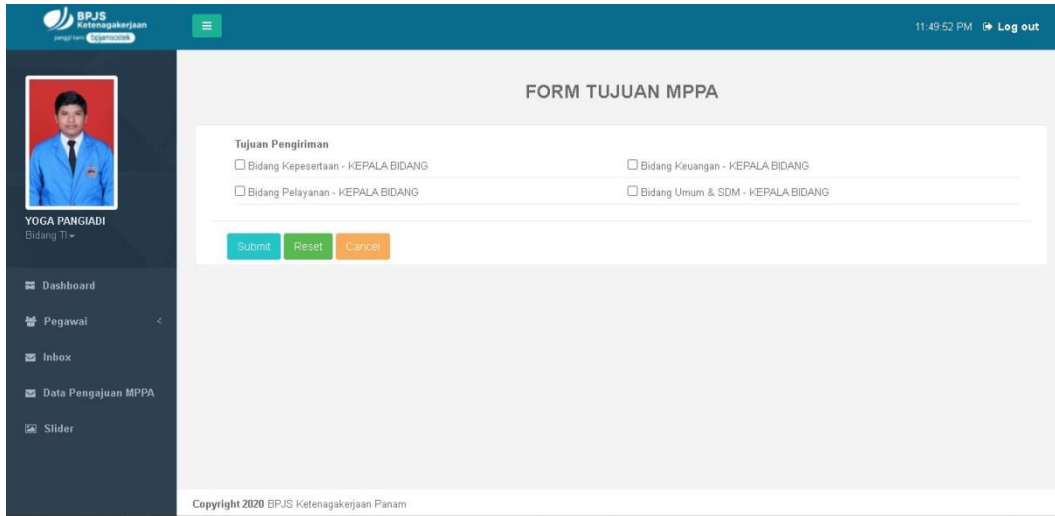 BPJS
Ketenagakerjaan
panggil kami bpjamsostek
11:49:52 PM Log out
YOGA PANGIADI
Bidang TI
Dashboard
Pegawai
Inbox
Data Pengajuan MPPA
Slider
FORM TUJUAN MPPA
Tujuan Pengiriman
Bidang Kepesertaan - KEPALA BIDANG
Bidang Keuangan - KEPALA BIDANG
Bidang Pelayanan - KEPALA BIDANG
Bidang Umum & SDM - KEPALA BIDANG
Submit Reset Cancel
Copyright 2020 BPJS Ketenagakerjaan Panam